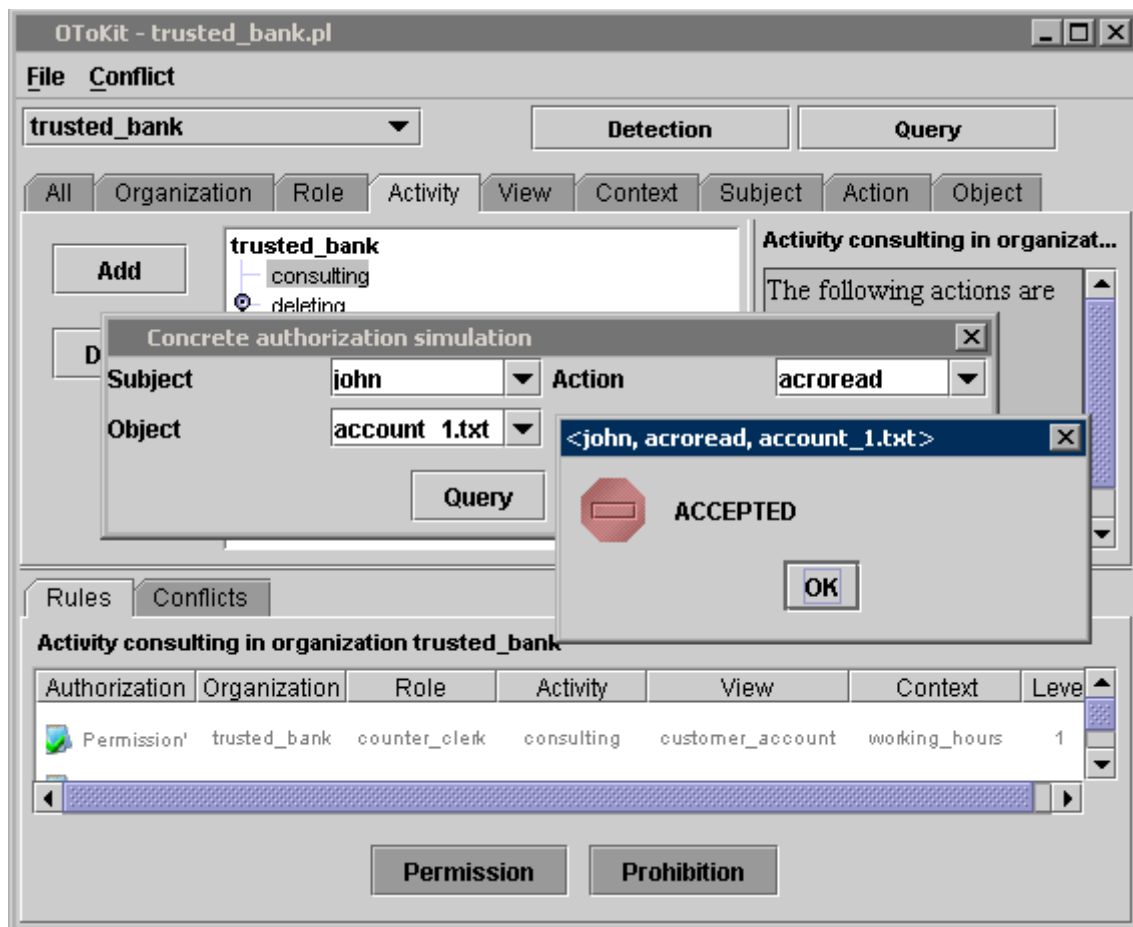 OToKit - trusted_bank.pl
File Conflict
trusted_bank Detection Query
All Organization Role Activity View Context Subject Action Object
Add
trusted_bank
consulting
deleting
Activity consulting in organizat...
The following actions are
D
Concrete authorization simulation
Subject john Action acroread
Object account_1.txt
Query
<john, acroread, account_1.txt>
ACCEPTED
OK
Rules Conflicts
Activity consulting in organization trusted_bank
Authorization Organization Role Activity View Context Leve
Permission' trusted_bank counter_clerk consulting customer_account working_hours 1
Permission Prohibition